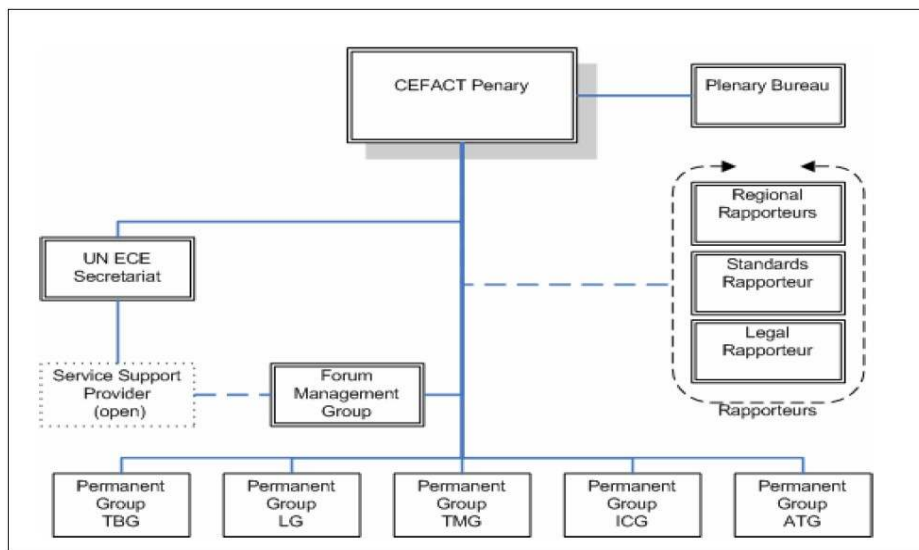 CEFACT Penary
Plenary Bureau
Regional
Rapporteurs
UN ECE
Secretariat
Standards
Rapporteur
Legal
Rapporteur
Service Support
Provider
(open)
Forum
Management
Group
Rapporteurs
Permanent
Group
TBG
Permanent
Group
LG
Permanent
Group
TMG
Permanent
Group
ICG
Permanent
Group
ATG